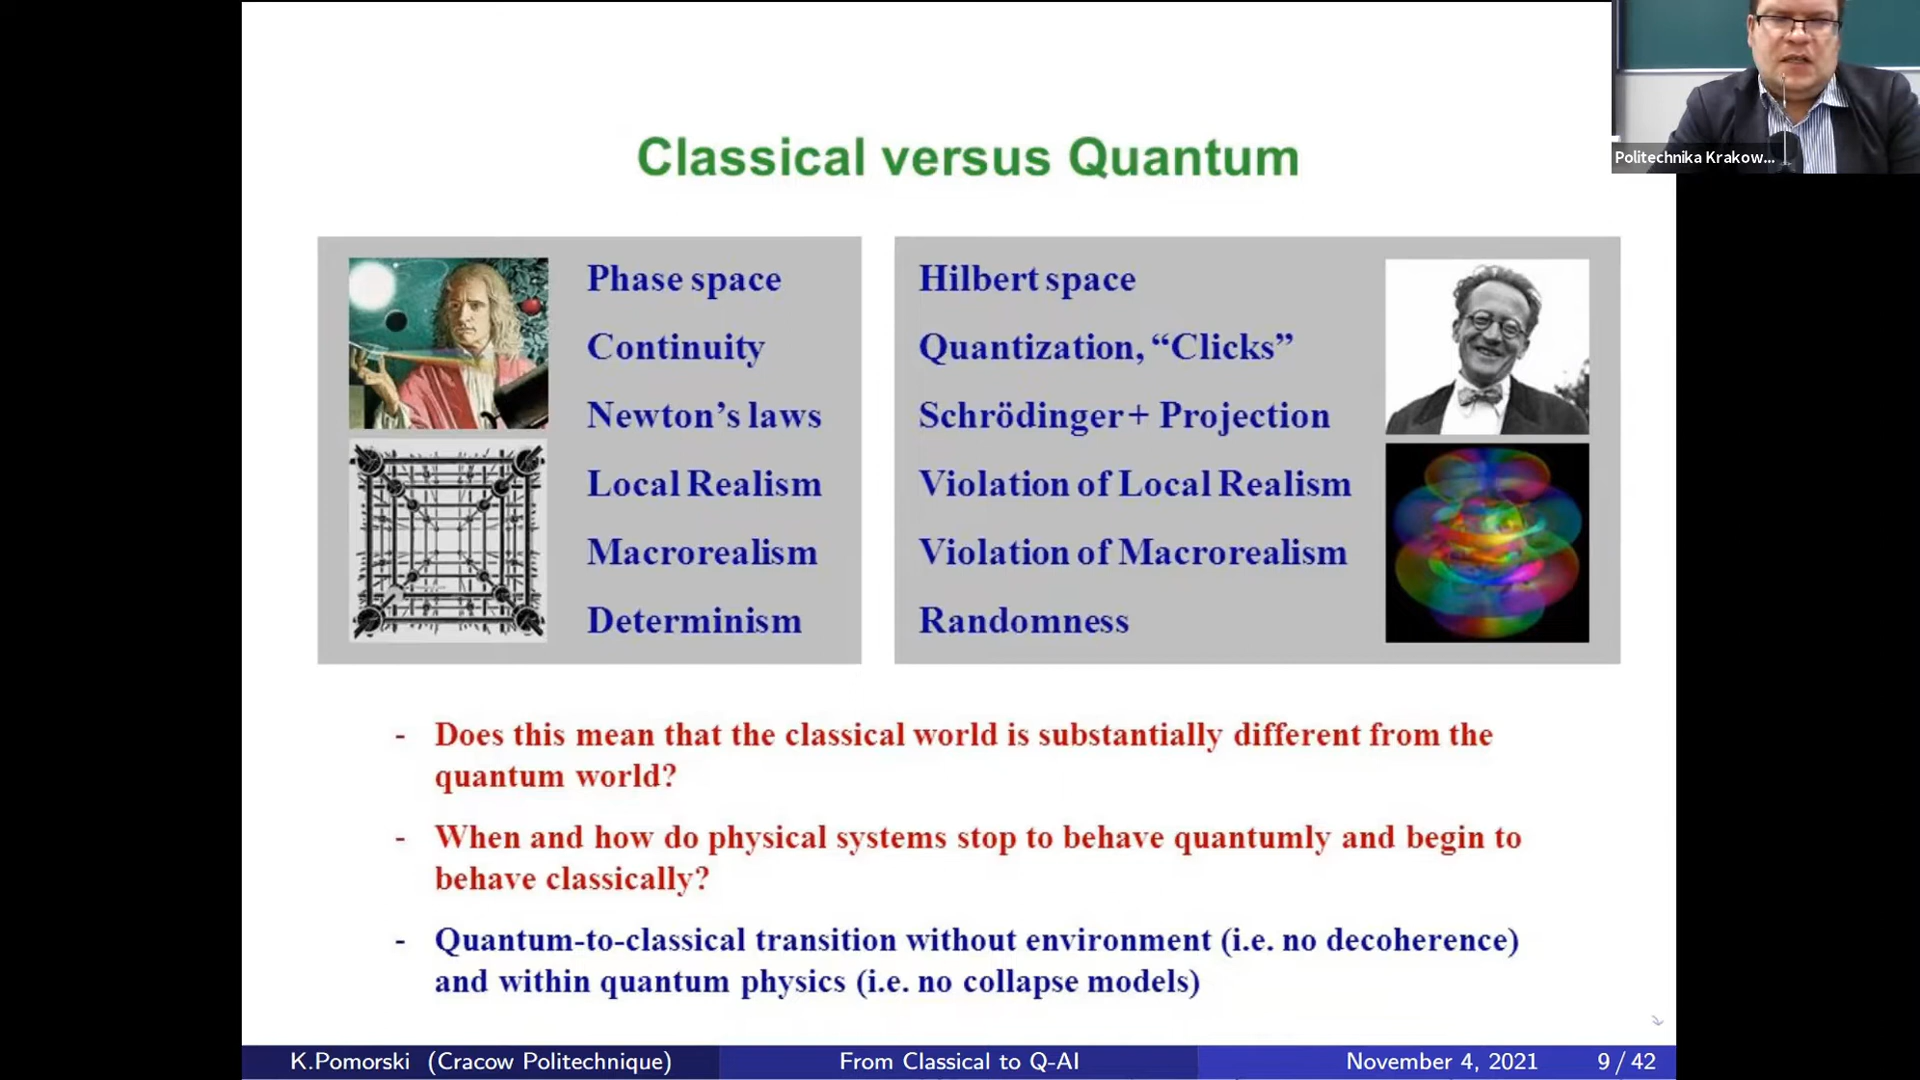 Politechnika Krakow...
Classical versus Quantum
Phase space
Continuity
Newton’s laws
Local Realism
Macrorealism
Determinism
Hilbert space
Quantization, “Clicks”
Schrödinger + Projection
Violation of Local Realism
Violation of Macrorealism
Randomness
- Does this mean that the classical world is substantially different from the
quantum world?
- When and how do physical systems stop to behave quantumly and begin to
behave classically?
- Quantum-to-classical transition without environment (i.e. no decoherence)
and within quantum physics (i.e. no collapse models)
K.Pomorski (Cracow Politechnique)
From Classical to Q-AI
November 4, 2021
9 / 42